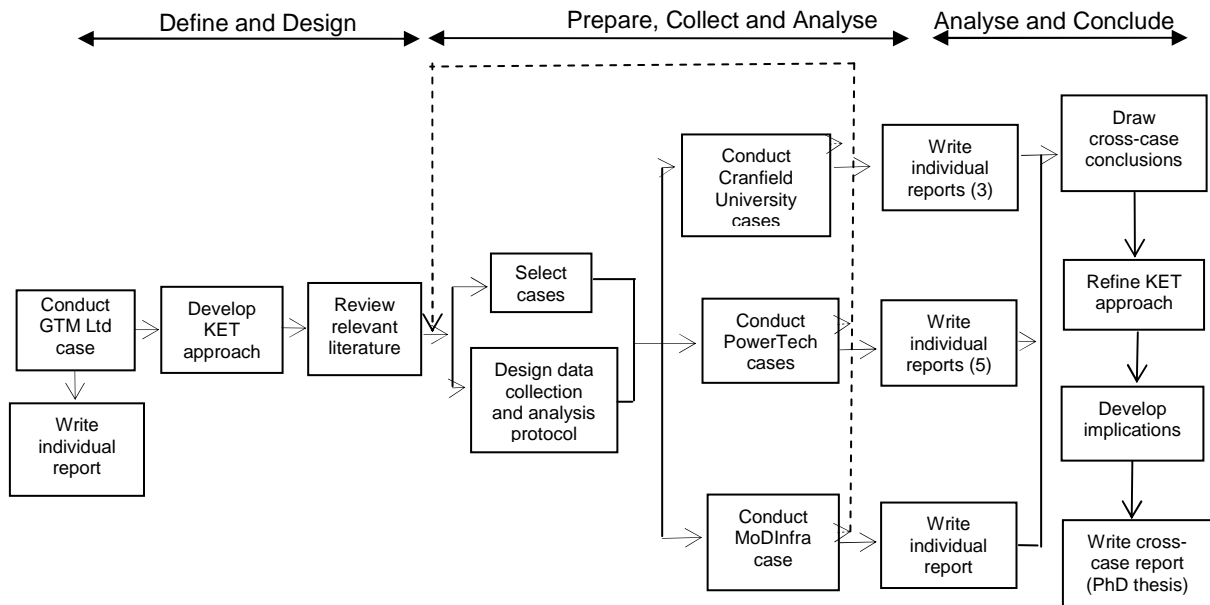 Define and Design
Prepare, Collect and Analyse
Analyse and Conclude
Conduct
GTM Ltd
case
Write
individual
report
Develop
KET
approach
Review
relevant
literature
Select
cases
Design data
collection
and analysis
protocol
Conduct
Cranfield
University
cases
Conduct
PowerTech
cases
Conduct
MoDInfra
case
Write
individual
reports (3)
Write
individual
reports (5)
Write
individual
report
Draw
cross-case
conclusions
Refine KET
approach
Develop
implications
Write cross-
case report
(PhD thesis)